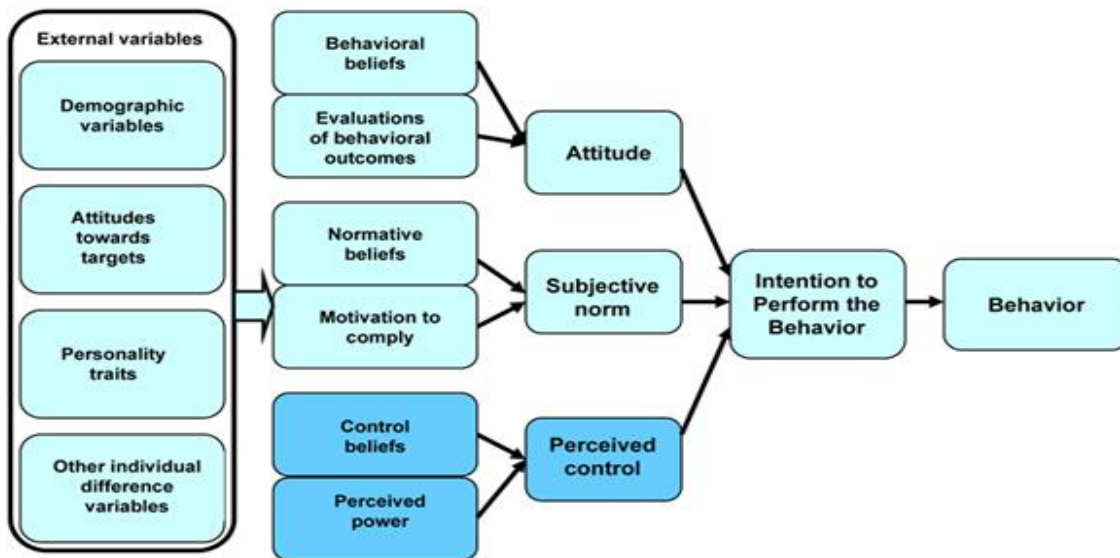 External variables
Demographic
variables
Attitudes
towards
targets
Personality
traits
Other individual
difference
variables
Behavioral
beliefs
Evaluations
of behavioral
outcomes
Normative
beliefs
Motivation to
comply
Control
beliefs
Perceived
power
Attitude
Subjective
norm
Perceived
control
Intention to
Perform the
Behavior
Behavior